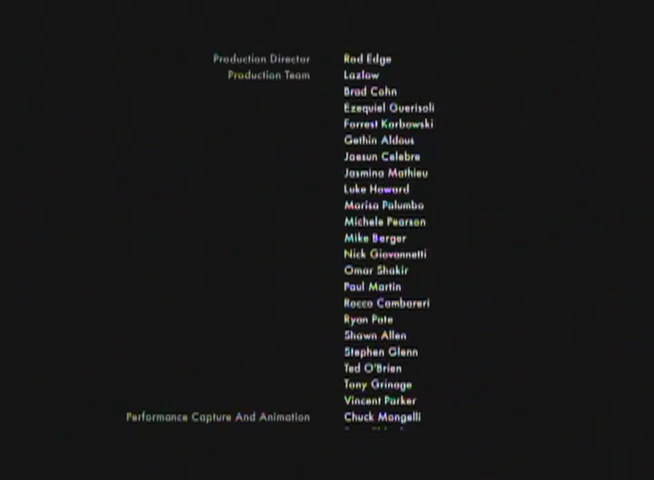 Production Director Rod Edge
Production Team Lazlow
Brad Cohn
Ezequiel Guerisoli
Forrest Karbowski
Gethin Aldous
Jaesun Celebre
Jasmina Mathieu
Luke Howard
Marisa Palumbo
Michele Pearson
Mike Berger
Nick Giovannetti
Omar Shakir
Paul Martin
Rocco Cambareri
Ryan Pate
Shawn Allen
Stephen Glenn
Ted O'Brien
Tony Grinage
Vincent Parker
Performance Capture And Animation Chuck Mongelli